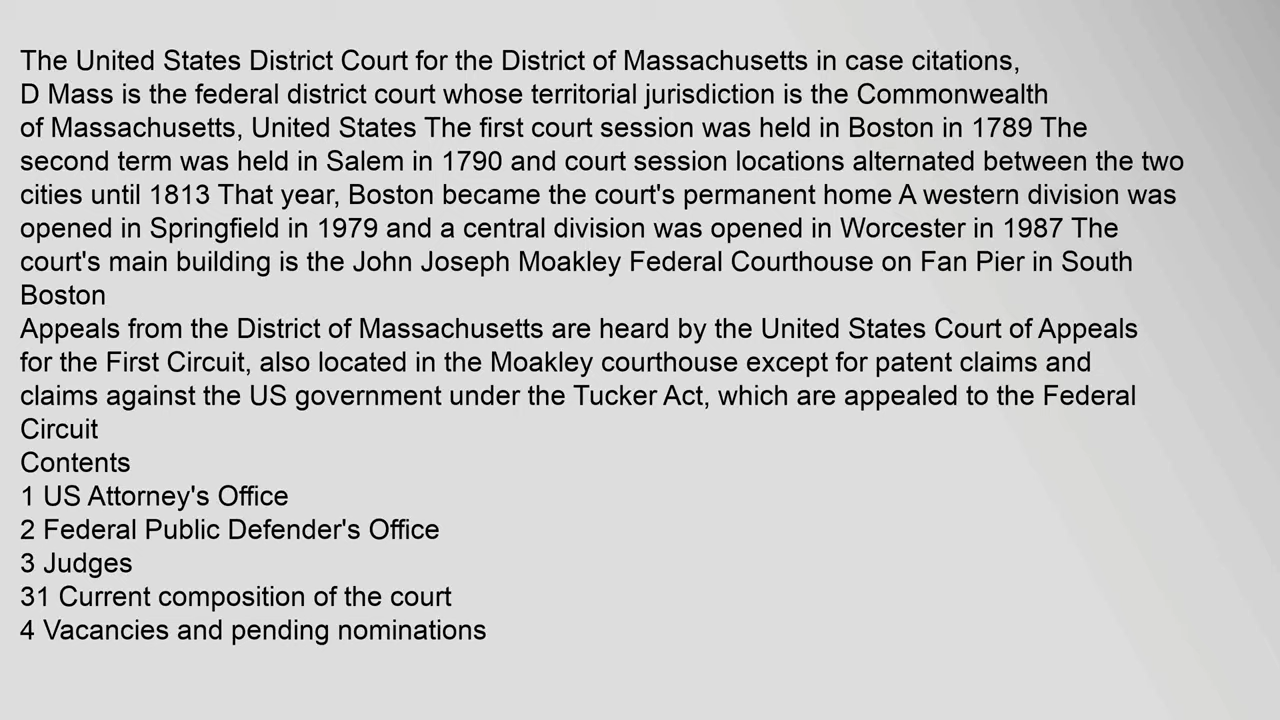 The United States District Court for the District of Massachusetts in case citations,
D Mass is the federal district court whose territorial jurisdiction is the Commonwealth
of Massachusetts, United States The first court session was held in Boston in 1789 The
second term was held in Salem in 1790 and court session locations alternated between the two
cities until 1813 That year, Boston became the court's permanent home A western division was
opened in Springfield in 1979 and a central division was opened in Worcester in 1987 The
court's main building is the John Joseph Moakley Federal Courthouse on Fan Pier in South
Boston
Appeals from the District of Massachusetts are heard by the United States Court of Appeals
for the First Circuit, also located in the Moakley courthouse except for patent claims and
claims against the US government under the Tucker Act, which are appealed to the Federal
Circuit
Contents
1 US Attorney's Office
2 Federal Public Defender's Office
3 Judges
31 Current composition of the court
4 Vacancies and pending nominations